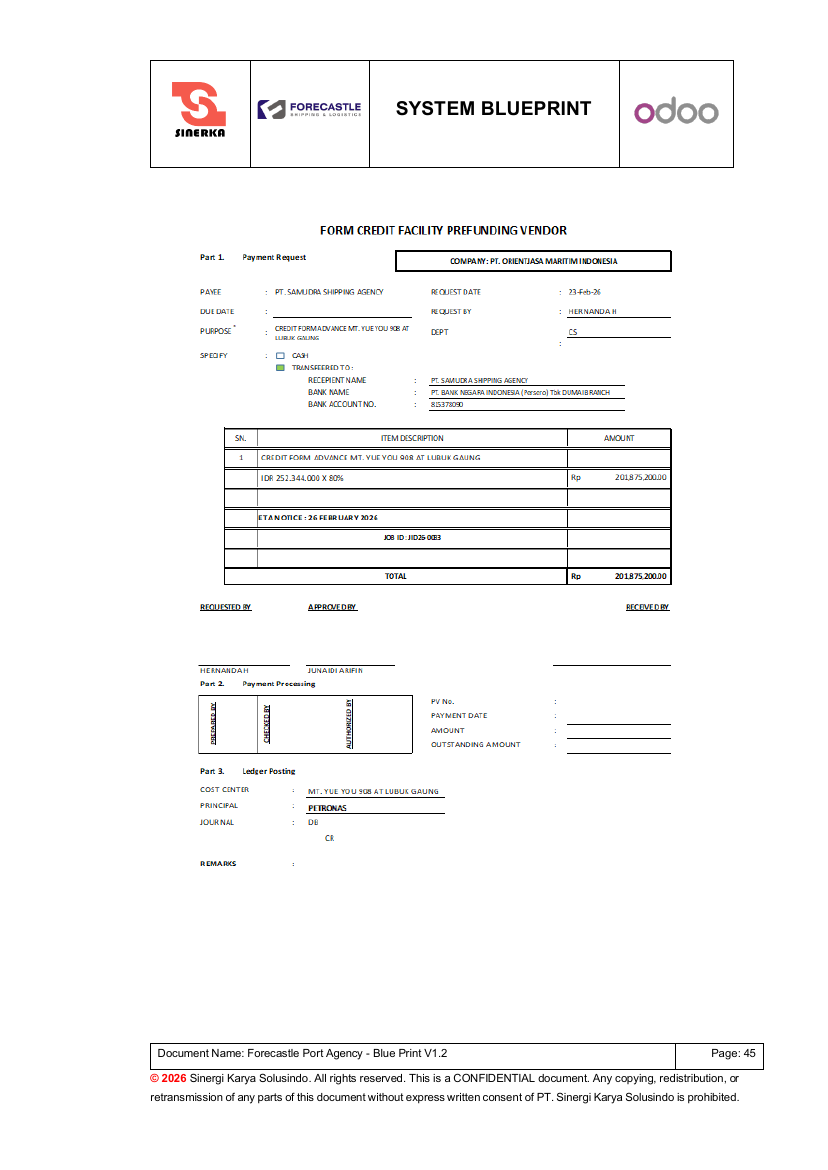 SINERKA
FORECASTLE
SHIPPING & LOGISTICS
SYSTEM BLUEPRINT
odoo
FORM CREDIT FACILITY PREFUNDING VENDOR
Part 1. Payment Request
COMPANY: PT. ORIENTJASA MARITIM INDONESIA
PAYEE : PT. SAMUDRA SHIPPING AGENCY REQUEST DATE : 23-Feb-26
DUE DATE : REQUEST BY : HERNANDA H
PURPOSE * : CREDIT FORM ADVANCE MT. YUE YOU 908 AT LUBUK GAUNG DEPT CS
:
SPECIFY : CASH
TRANSFEERED TO :
RECEPIENT NAME : PT. SAMUDRA SHIPPING AGENCY
BANK NAME : PT. BANK NEGARA INDONESIA (Persero) Tbk DUMAI BRANCH
BANK ACCOUNT NO. : 815378090
SN. ITEM DESCRIPTION AMOUNT
1 CREDIT FORM ADVANCE MT. YUE YOU 908 AT LUBUK GAUNG
IDR 252.344.000 X 80% Rp 201,875,200.00
ETA NOTICE : 26 FEBRUARY 2026
JOB ID : JID26-0033
TOTAL Rp 201,875,200.00
REQUESTED BY APPROVED BY RECEIVED BY
HERNANDAH JUNAIDI ARIFIN
Part 2. Payment Processing
PREPARED BY CHECKED BY AUTHORIZED BY
PV No. :
PAYMENT DATE :
AMOUNT :
OUTSTANDING AMOUNT :
Part 3. Ledger Posting
COST CENTER : MT. YUE YOU 908 AT LUBUK GAUNG
PRINCIPAL : PETRONAS
JOURNAL : DB
CR
REMARKS :
Document Name: Forecastle Port Agency - Blue Print V1.2 Page: 45
© 2026 Sinergi Karya Solusindo. All rights reserved. This is a CONFIDENTIAL document. Any copying, redistribution, or
retransmission of any parts of this document without express written consent of PT. Sinergi Karya Solusindo is prohibited.